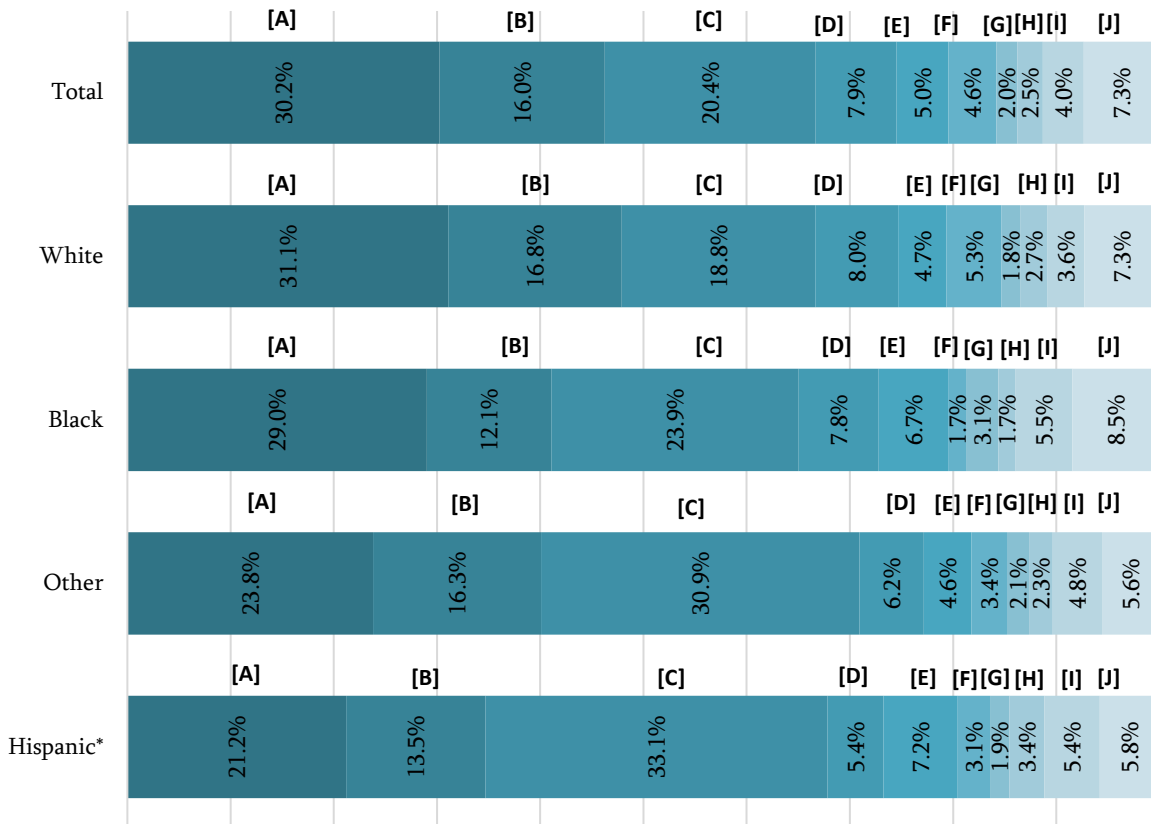 [A] [B] [C] [D] [E] [F] [G] [H] [I] [J]
Total 30.2% 16.0% 20.4% 7.9% 5.0% 4.6% 2.0% 2.5% 4.0% 7.3%
[A] [B] [C] [D] [E] [F] [G] [H] [I] [J]
White 31.1% 16.8% 18.8% 8.0% 4.7% 5.3% 1.8% 2.7% 3.6% 7.3%
[A] [B] [C] [D] [E] [F] [G] [H] [I] [J]
Black 29.0% 12.1% 23.9% 7.8% 6.7% 1.7% 3.1% 1.7% 5.5% 8.5%
[A] [B] [C] [D] [E] [F] [G] [H] [I] [J]
Other 23.8% 16.3% 30.9% 6.2% 4.6% 3.4% 2.1% 2.3% 4.8% 5.6%
[A] [B] [C] [D] [E] [F] [G] [H] [I] [J]
Hispanic* 21.2% 13.5% 33.1% 5.4% 7.2% 3.1% 1.9% 3.4% 5.4% 5.8%